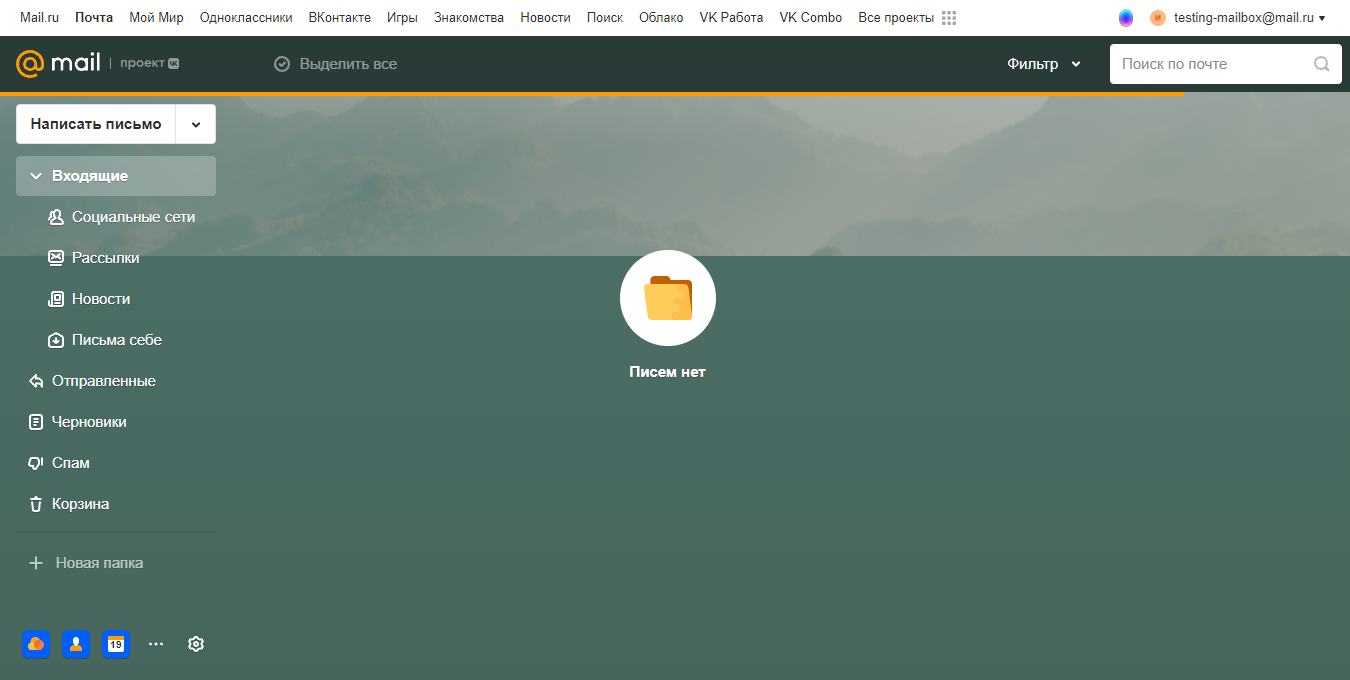 Mail.ru Почта Мой Мир Одноклассники ВКонтакте Игры Знакомства Новости Поиск Облако VK Работа VK Combo Все проекты И testing-mailbox@mail.ru
@mail | проект VK Выделить все Фильтр Поиск по почте
Написать письмо
Входящие
Социальные сети
Рассылки
Новости
Письма себе
Отправленные
Черновики
Спам
Корзина
Новая папка
Писем нет
19